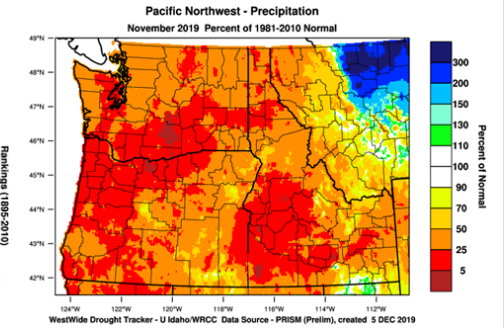 Pacific Northwest - Precipitation
November 2019 Percent of 1981-2010 Normal
49°N
48°N
47°N
46°N
45°N
44°N
43°N
42°N
124°W 122°W 120°W 118°W 116°W 114°W 112°W
300
200
150
130
110
100
90
70
50
25
5
Percent of Normal
Rankings (1895-2010)
WestWide Drought Tracker - U Idaho/WRCC Data Source - PRISM (Prelim), created 5 DEC 2019